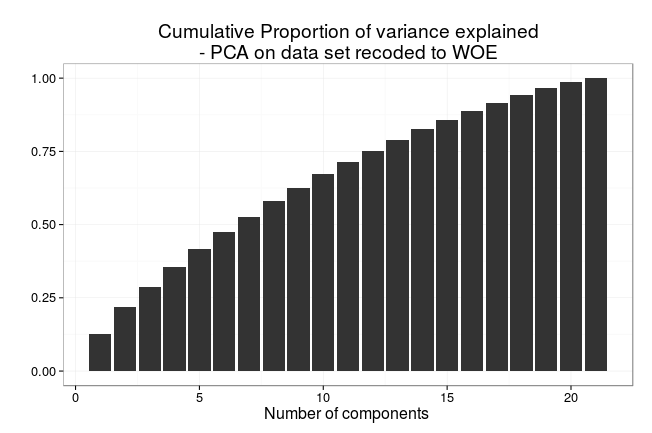 Cumulative Proportion of variance explained
- PCA on data set recoded to WOE
1.00
0.75
0.50
0.25
0.00
0 5 10 15 20
Number of components